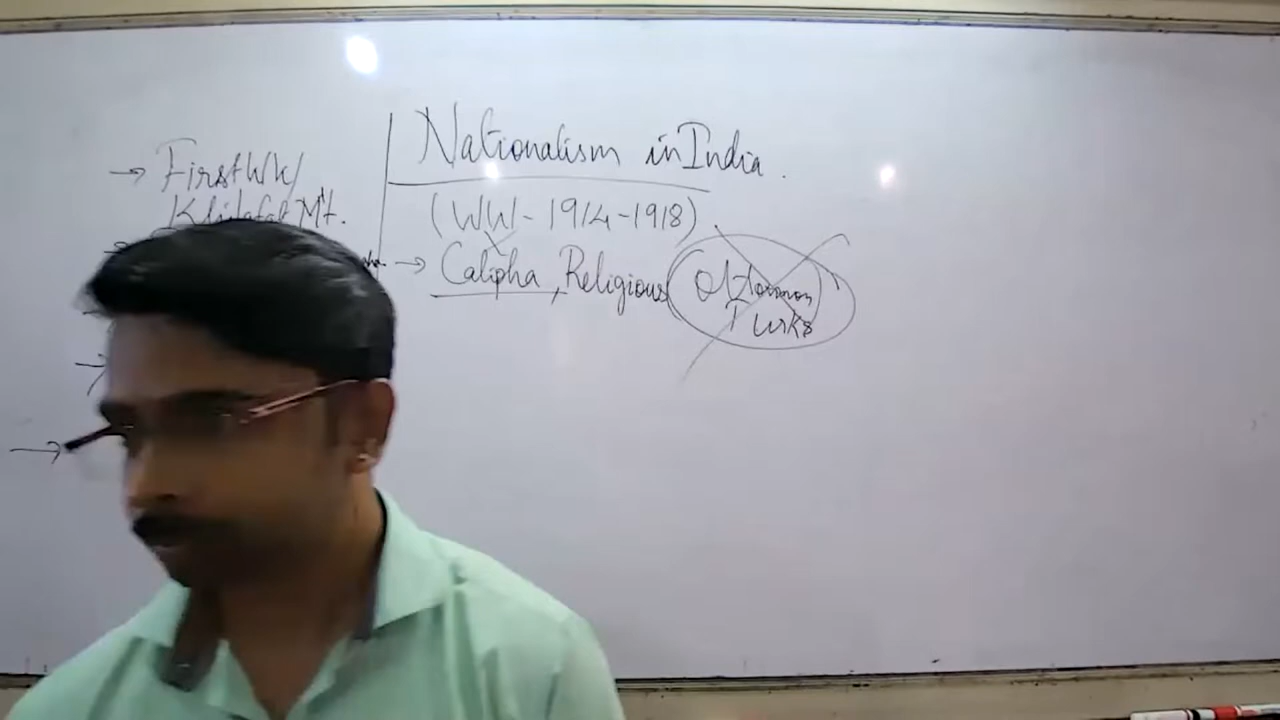 Nationalism in India.
(WW - 1914-1918)
→ Calipha, Religious Ottoman
Turks
→ First WW/
Khilafat Mt.